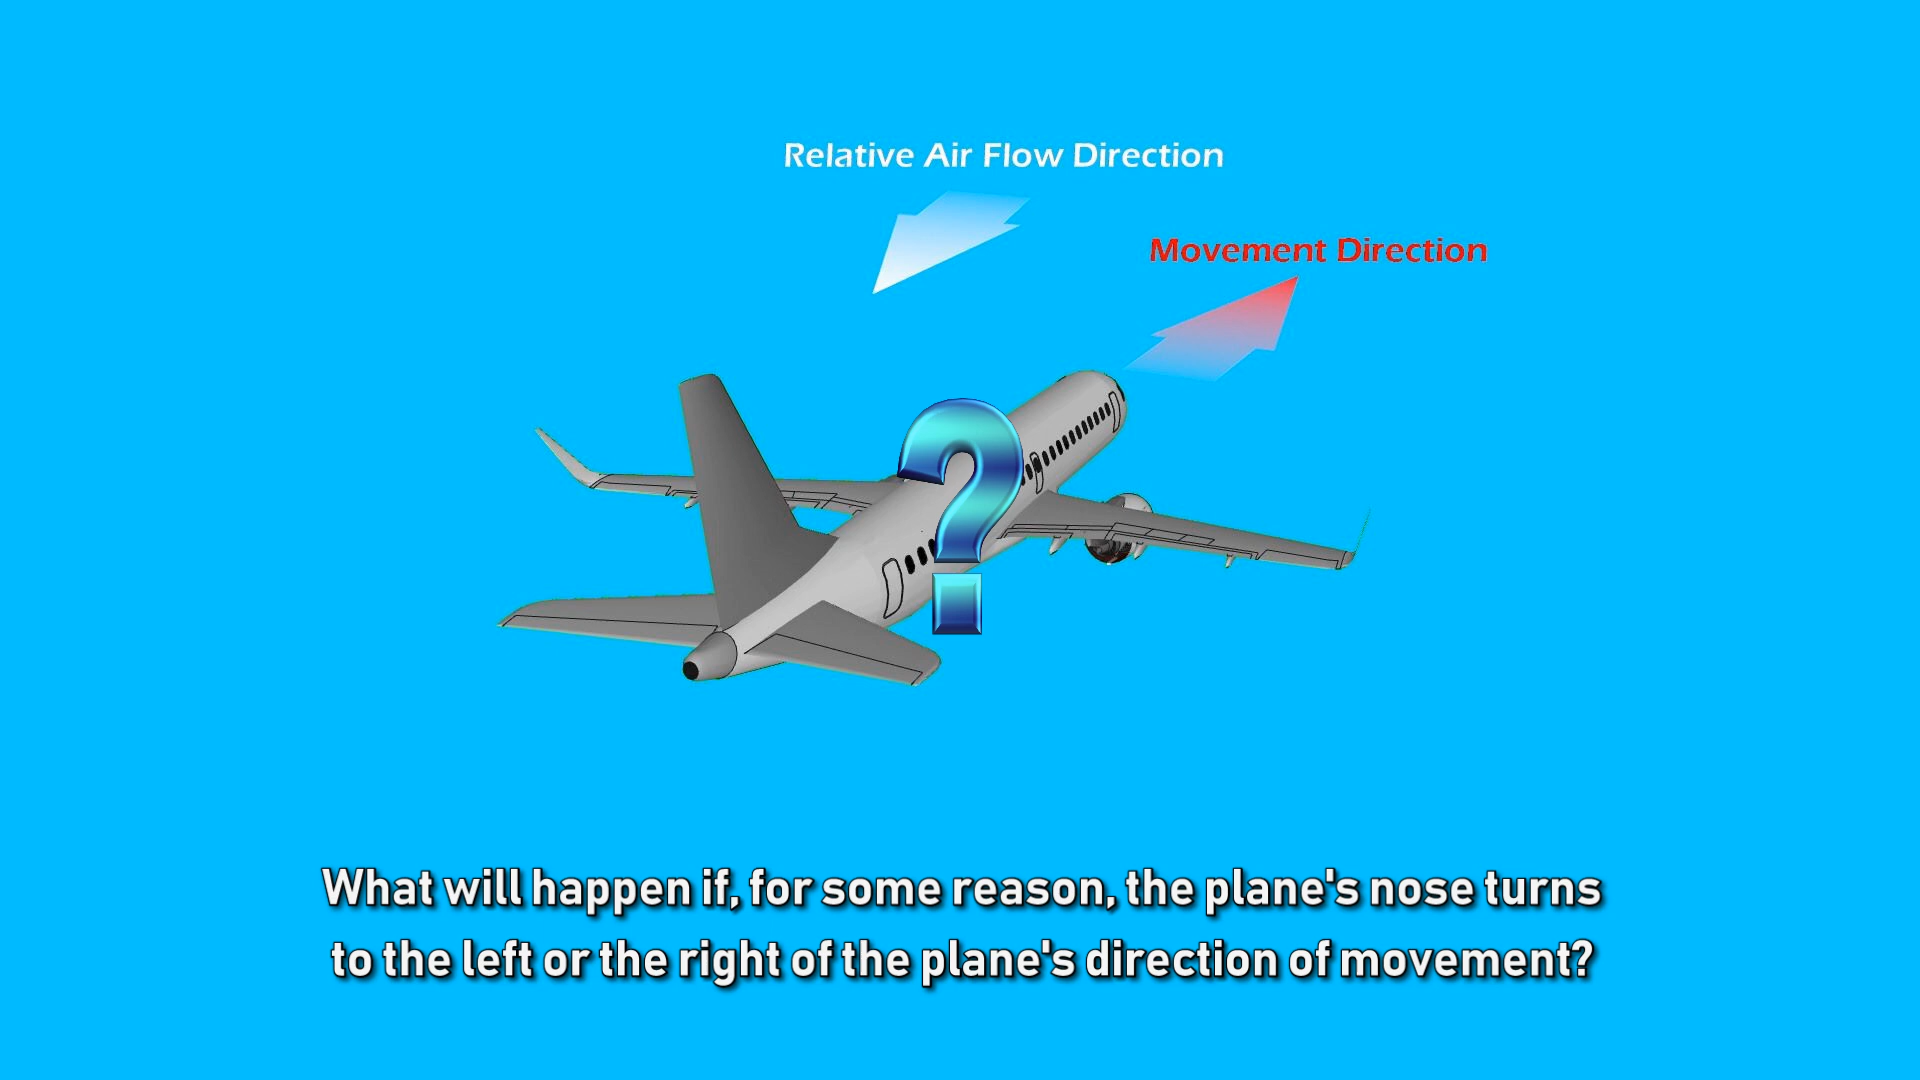 Relative Air Flow Direction
Movement Direction
?
What will happen if, for some reason, the plane's nose turns
to the left or the right of the plane's direction of movement?